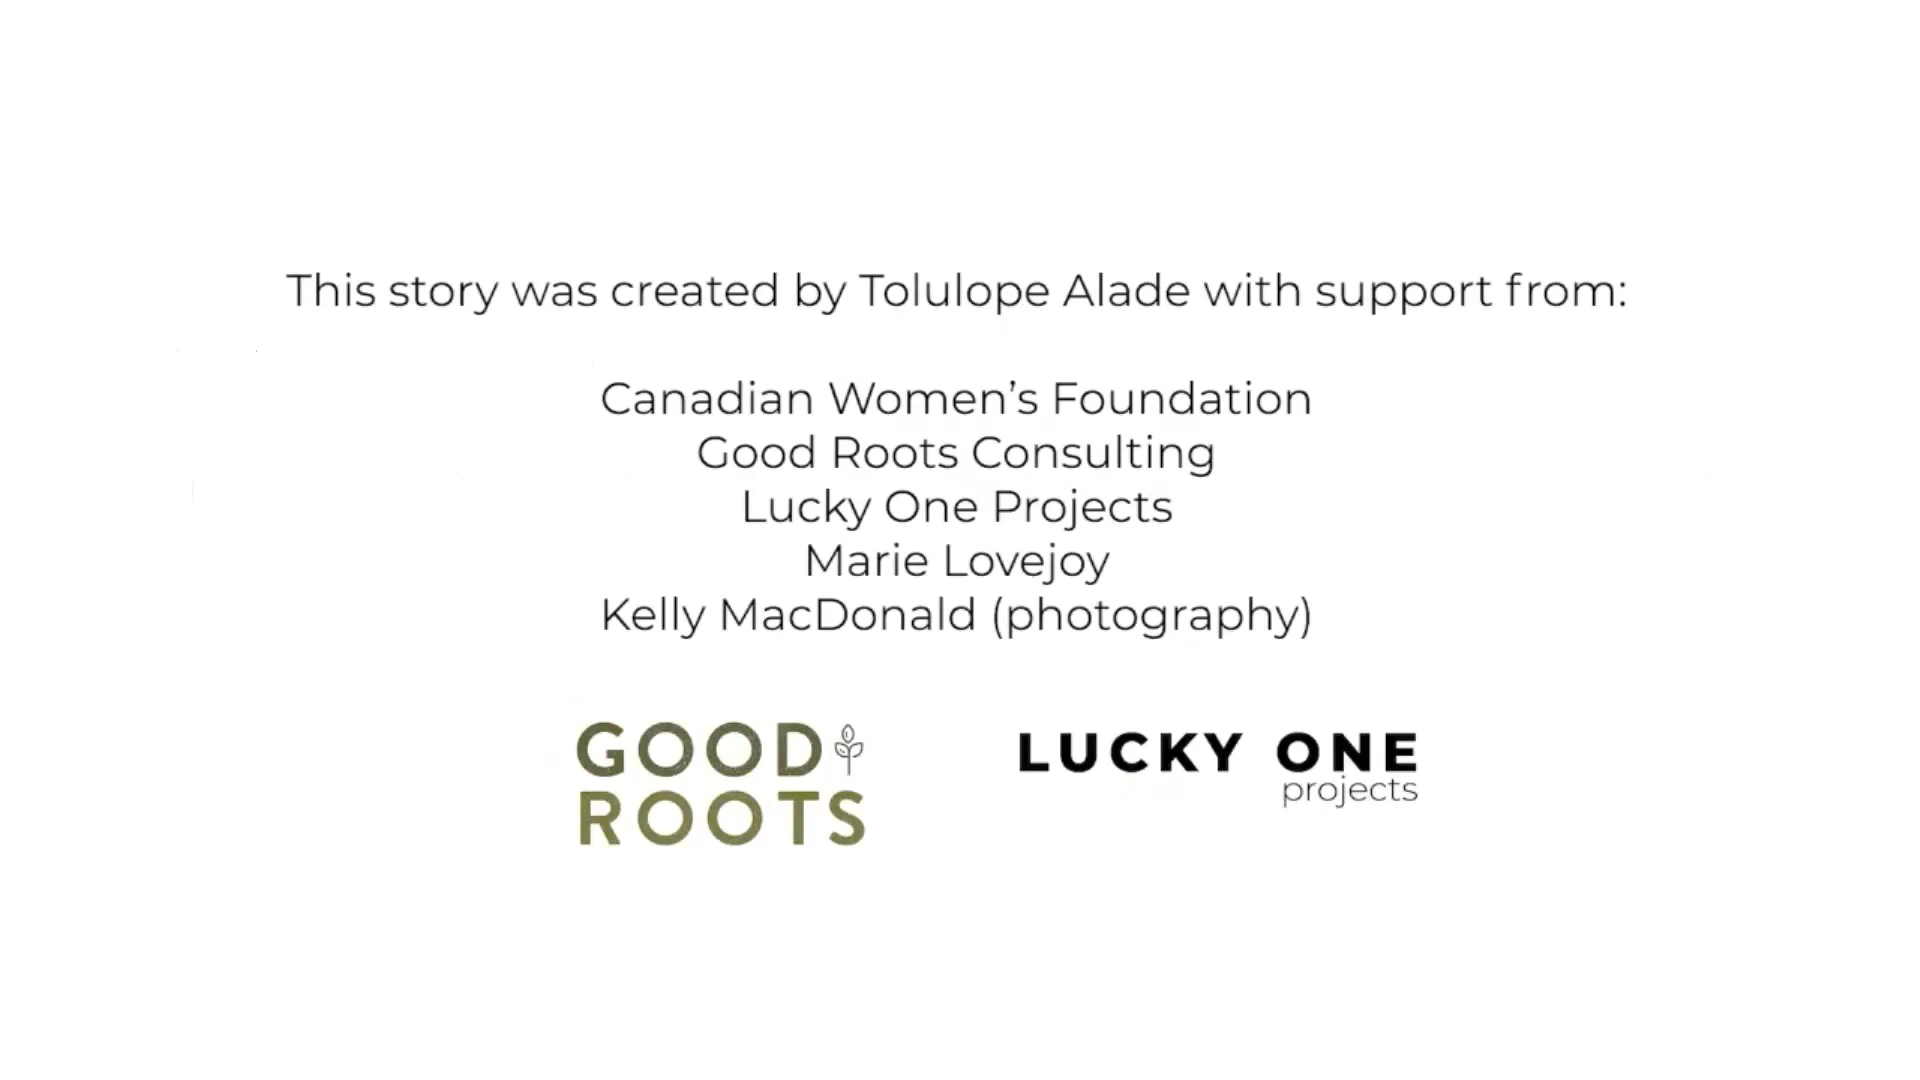 This story was created by Tolulope Alade with support from:
Canadian Women’s Foundation
Good Roots Consulting
Lucky One Projects
Marie Lovejoy
Kelly MacDonald (photography)
GOOD
ROOTS
LUCKY ONE
projects